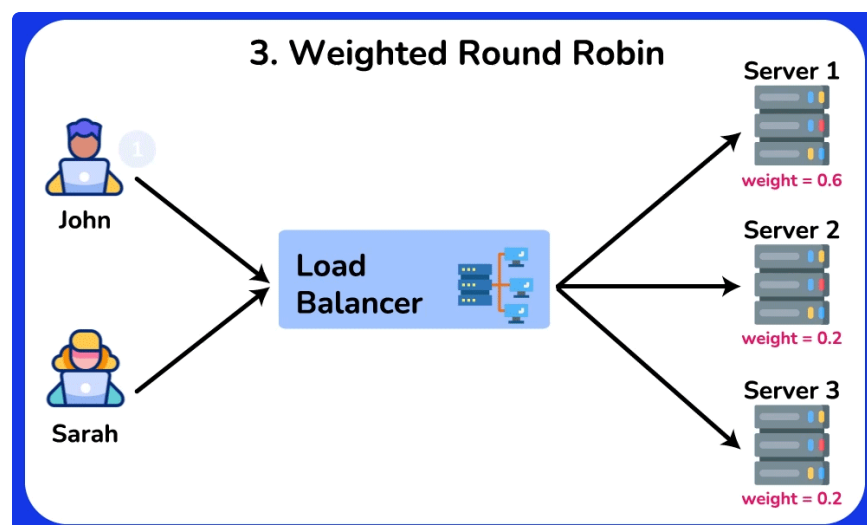 3. Weighted Round Robin
Server 1
weight = 0.6
1
John
Load
Balancer
Server 2
weight = 0.2
Sarah
Server 3
weight = 0.2